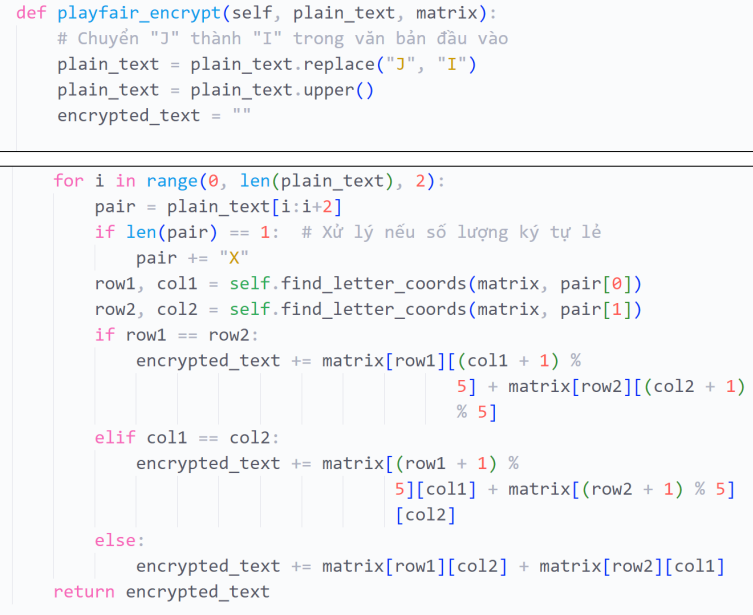 def playfair_encrypt(self, plain_text, matrix):
    # Chuyển "J" thành "I" trong văn bản đầu vào
    plain_text = plain_text.replace("J", "I")
    plain_text = plain_text.upper()
    encrypted_text = ""
    for i in range(0, len(plain_text), 2):
        pair = plain_text[i:i+2]
        if len(pair) == 1:  # Xử lý nếu số lượng ký tự lẻ
            pair += "X"
        row1, col1 = self.find_letter_coords(matrix, pair[0])
        row2, col2 = self.find_letter_coords(matrix, pair[1])
        if row1 == row2:
            encrypted_text += matrix[row1][(col1 + 1) %
                                           5] + matrix[row2][(col2 + 1)
                                           % 5]
        elif col1 == col2:
            encrypted_text += matrix[(row1 + 1) %
                                     5][col1] + matrix[(row2 + 1) % 5]
                                     [col2]
        else:
            encrypted_text += matrix[row1][col2] + matrix[row2][col1]
    return encrypted_text